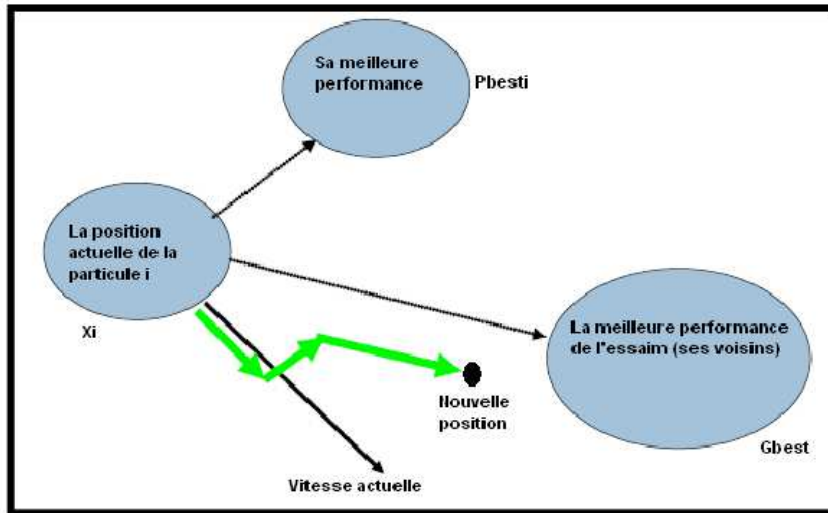 Sa meilleure
performance
Pbesti
La position
actuelle de la
particule i
Xi
La meilleure performance
de l'essaim (ses voisins)
Nouvelle
position
Gbest
Vitesse actuelle